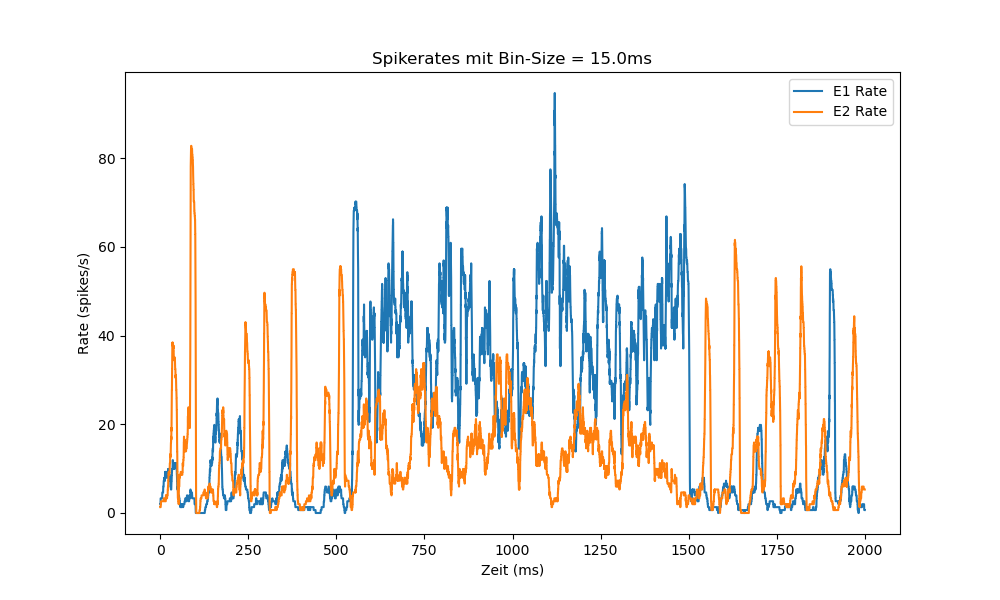 Spikerates mit Bin-Size = 15.0ms
E1 Rate
E2 Rate
80
60
40
20
0
Rate (spikes/s)
0 250 500 750 1000 1250 1500 1750 2000
Zeit (ms)